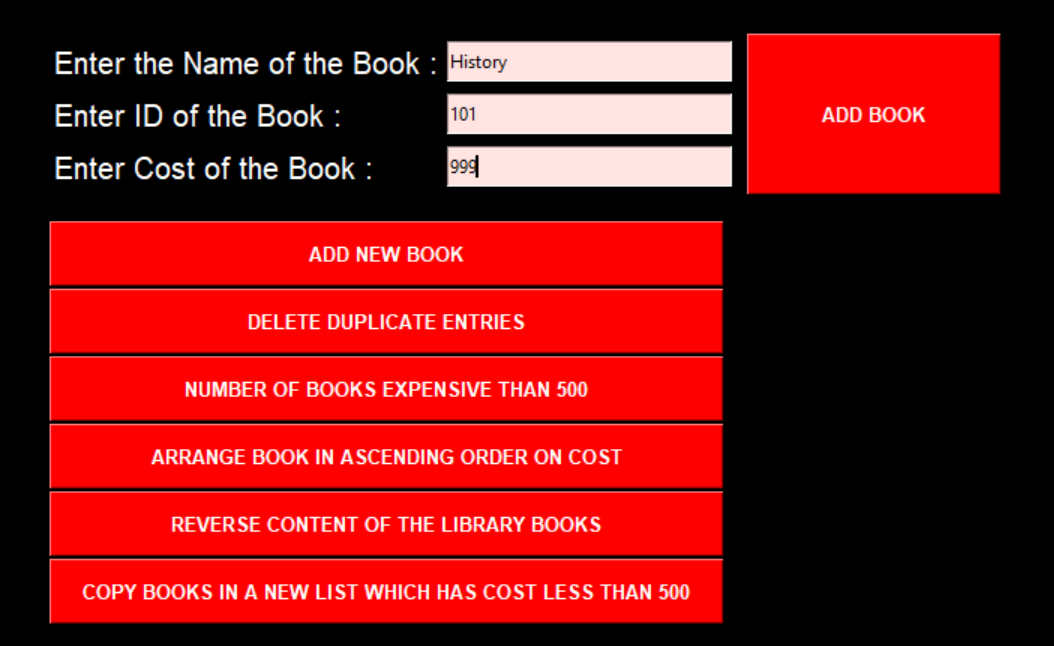 Enter the Name of the Book : History
Enter ID of the Book : 101
Enter Cost of the Book : 999
ADD BOOK
ADD NEW BOOK
DELETE DUPLICATE ENTRIES
NUMBER OF BOOKS EXPENSIVE THAN 500
ARRANGE BOOK IN ASCENDING ORDER ON COST
REVERSE CONTENT OF THE LIBRARY BOOKS
COPY BOOKS IN A NEW LIST WHICH HAS COST LESS THAN 500